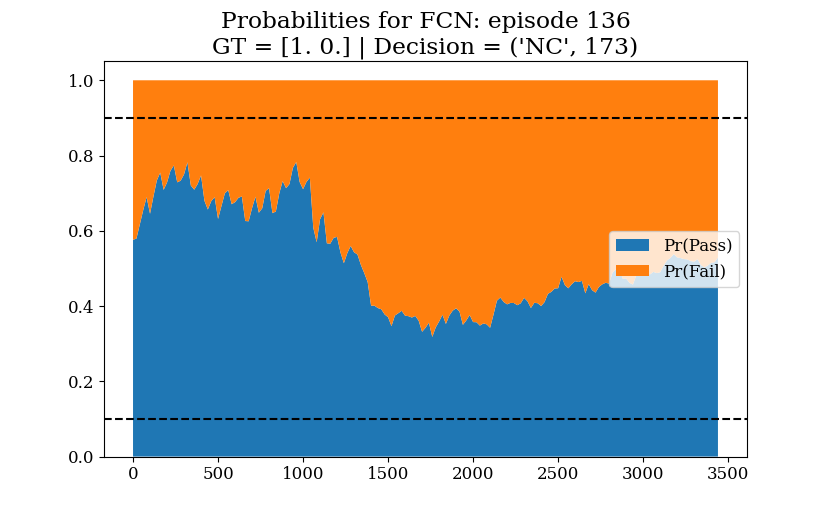 Probabilities for FCN: episode 136
GT = [1. 0.] | Decision = ('NC', 173)
1.0
0.8
0.6
0.4
0.2
0.0
Pr(Pass)
Pr(Fail)
0 500 1000 1500 2000 2500 3000 3500